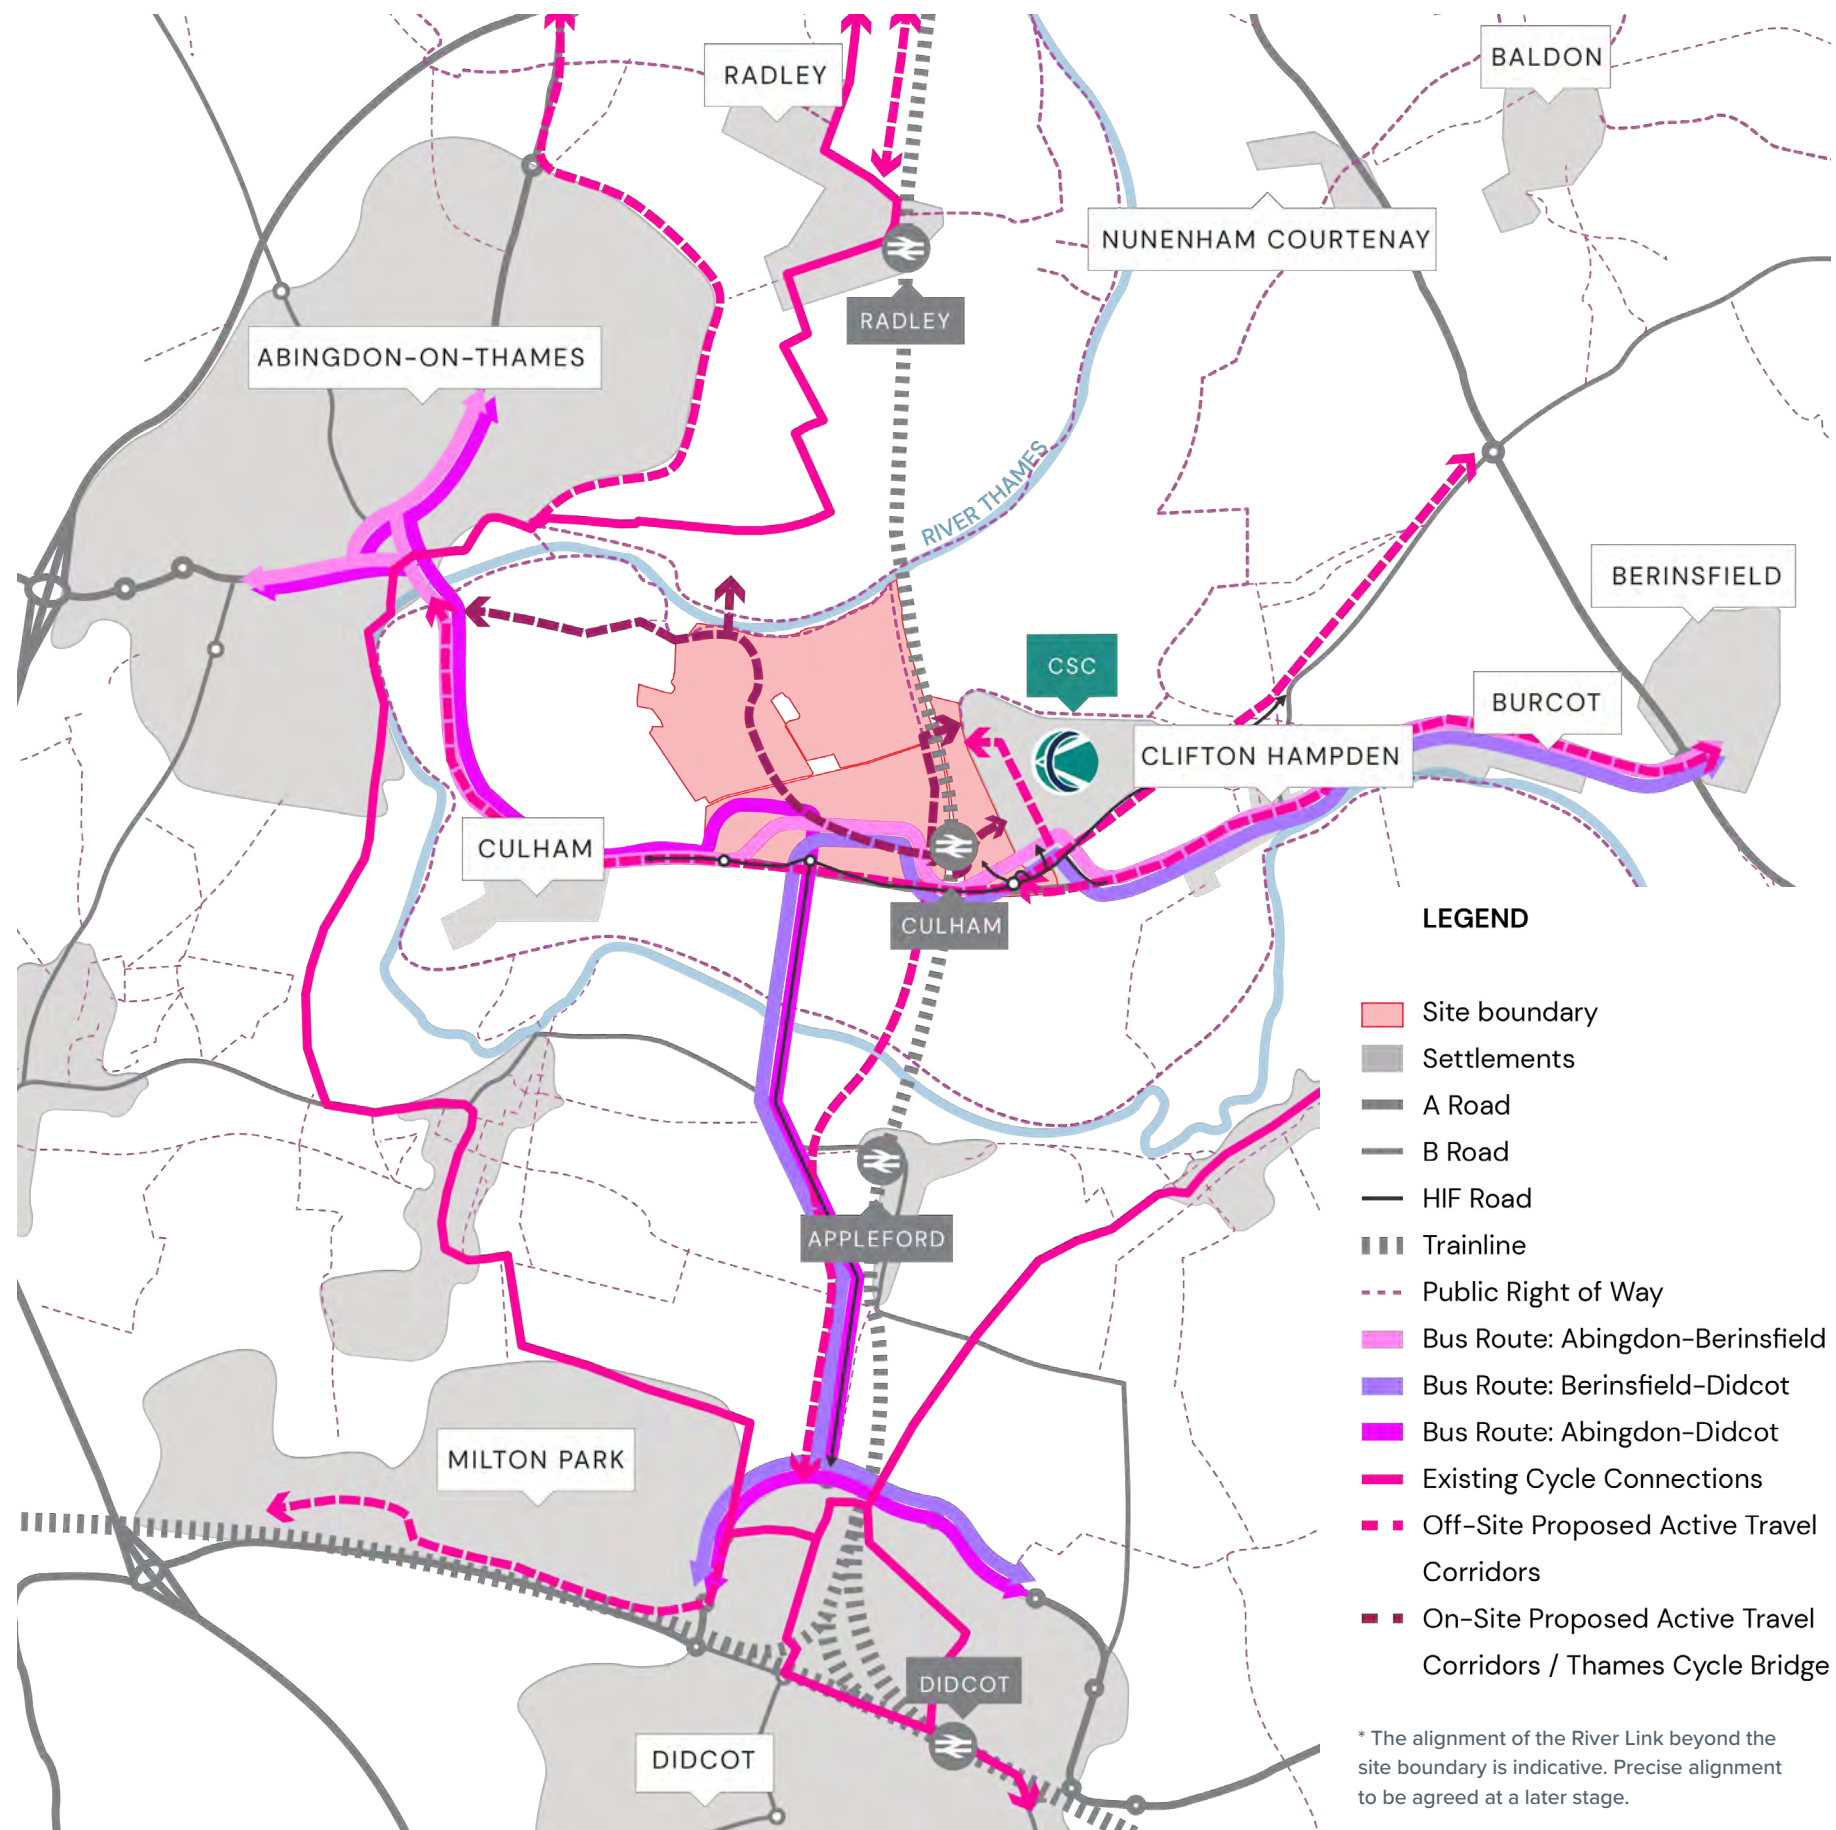 RADLEY
BALDON
NUNENHAM COURTENAY
RADLEY
ABINGDON-ON-THAMES
RIVER THAMES
BERINSFIELD
CSC
BURCOT
CLIFTON HAMPDEN
CULHAM
CULHAM
APPLEFORD
MILTON PARK
DIDCOT
DIDCOT
LEGEND
Site boundary
Settlements
A Road
B Road
HIF Road
Trainline
Public Right of Way
Bus Route: Abingdon-Berinsfield
Bus Route: Berinsfield-Didcot
Bus Route: Abingdon-Didcot
Existing Cycle Connections
Off-Site Proposed Active Travel
Corridors
On-Site Proposed Active Travel
Corridors / Thames Cycle Bridge
* The alignment of the River Link beyond the
site boundary is indicative. Precise alignment
to be agreed at a later stage.